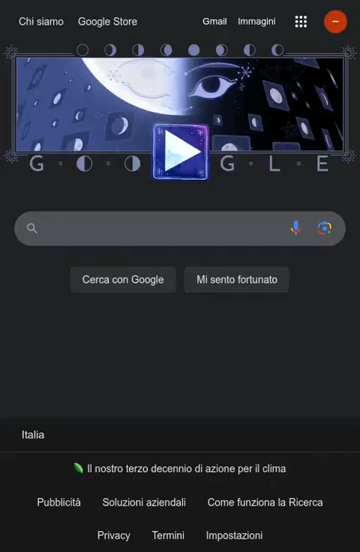 Chi siamo Google Store Gmail Immagini
G O O G L E
Cerca con Google Mi sento fortunato
Italia
Il nostro terzo decennio di azione per il clima
Pubblicità Soluzioni aziendali Come funziona la Ricerca
Privacy Termini Impostazioni